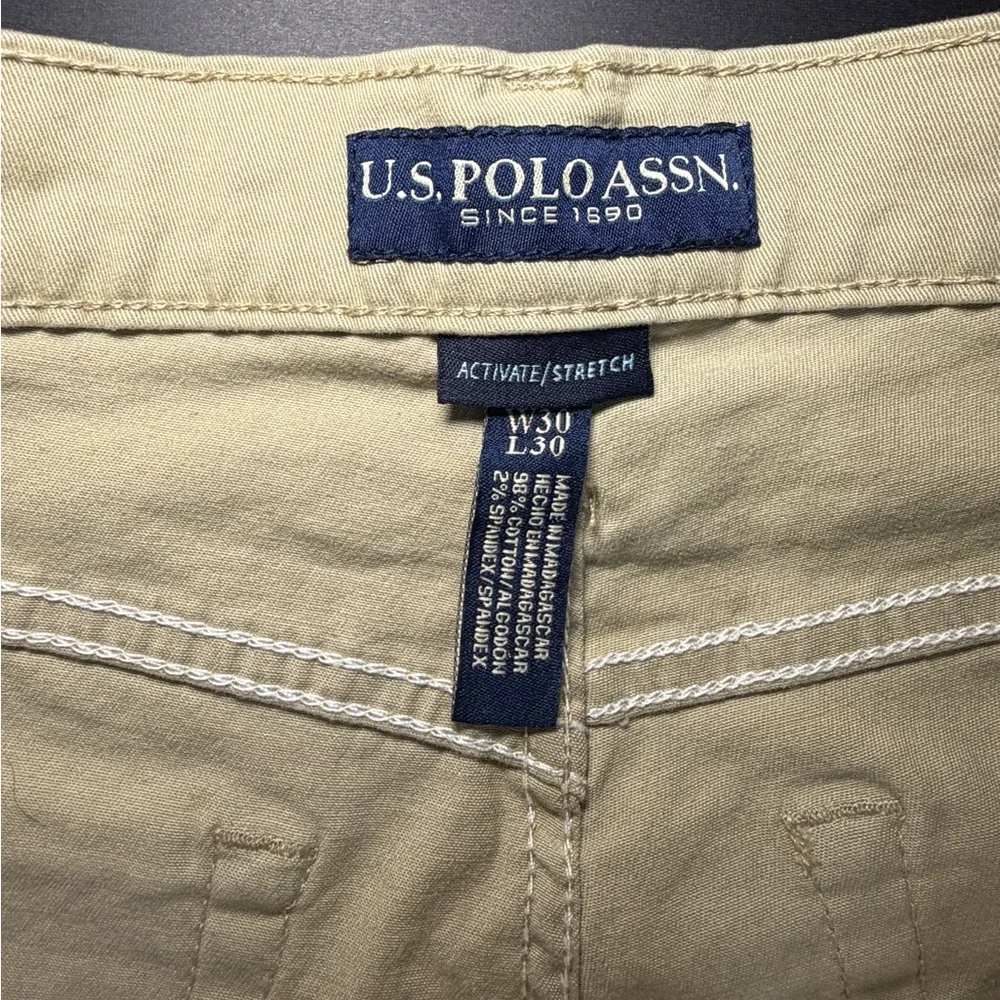 U.S. POLO ASSN.
SINCE 1890
ACTIVATE/STRETCH
W30
L30
MADE IN MADAGASCAR
HECHO EN MADAGASCAR
98% COTTON/ALGODÓN
2% SPANDEX/SPANDEX